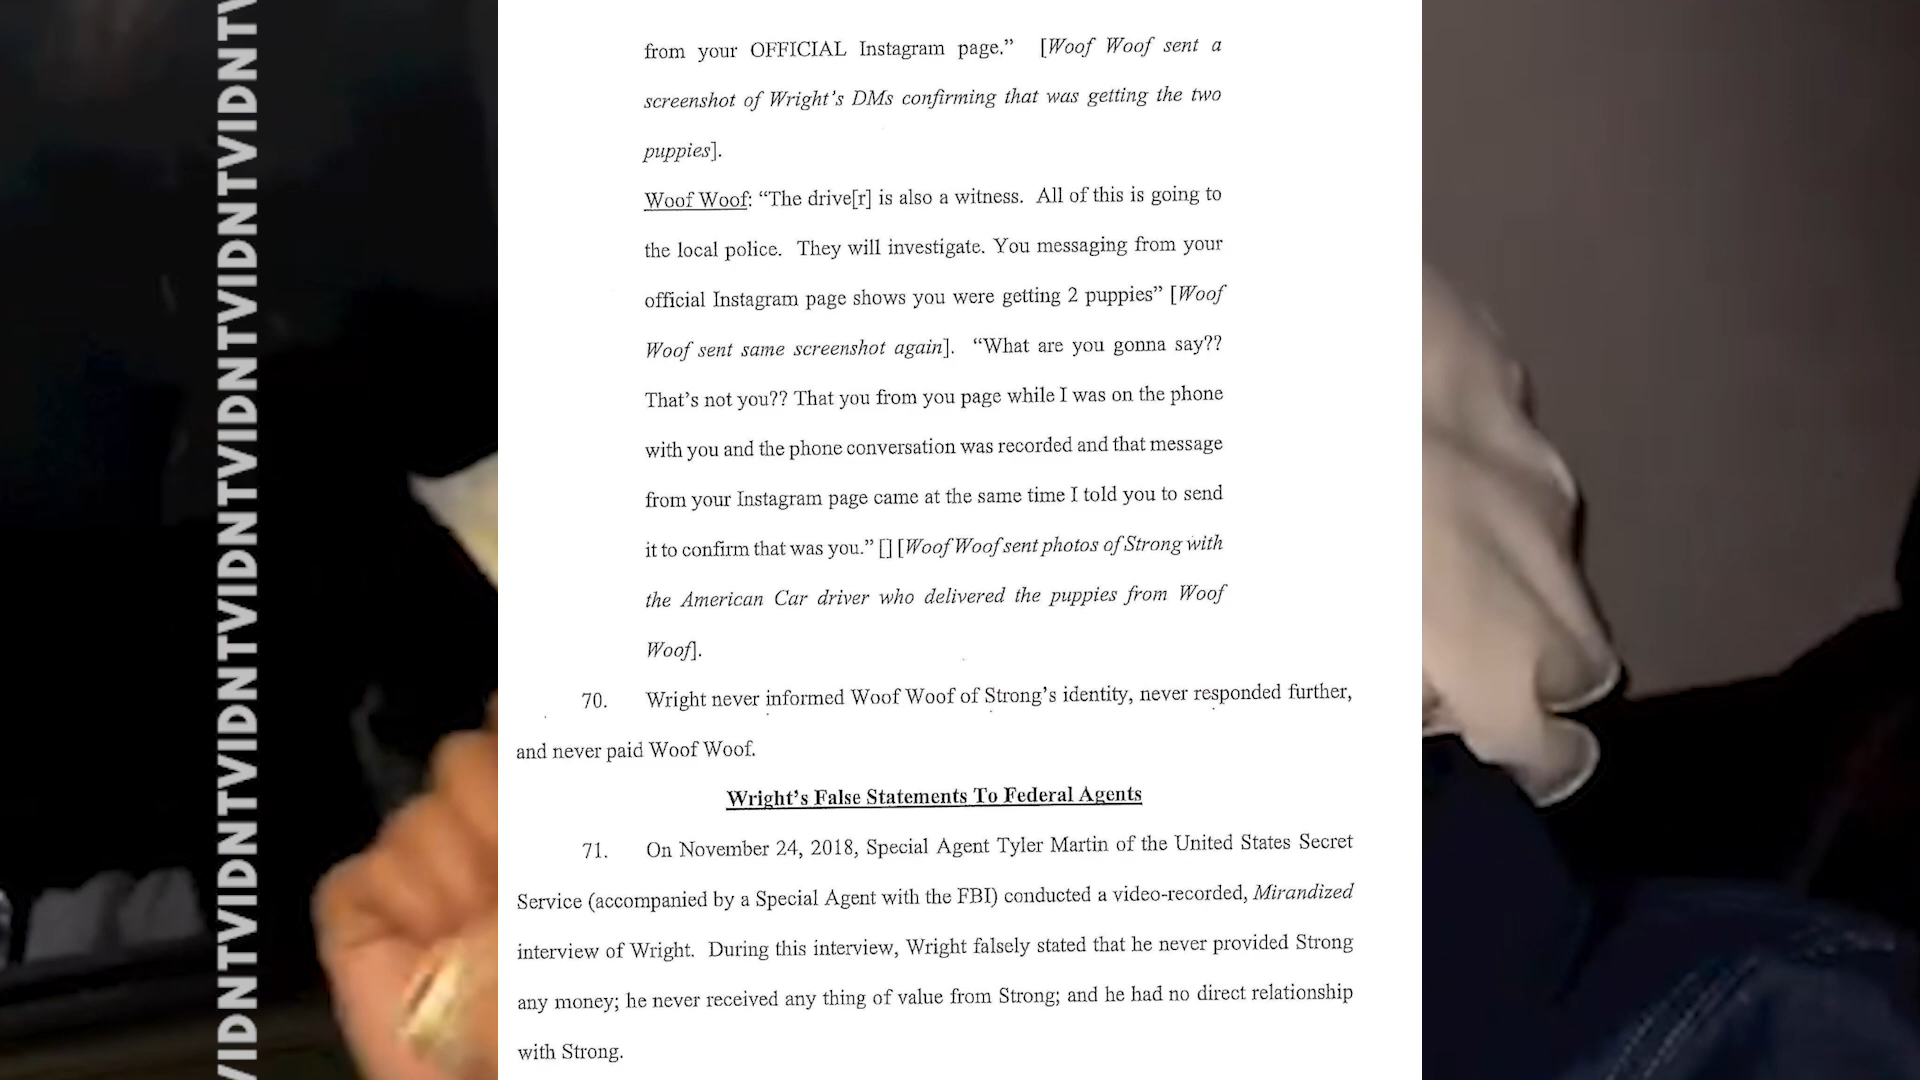 from your OFFICIAL Instagram page.” [Woof Woof sent a
screenshot of Wright’s DMs confirming that was getting the two
puppies].
Woof Woof: “The drive[r] is also a witness. All of this is going to
the local police. They will investigate. You messaging from your
official Instagram page shows you were getting 2 puppies” [Woof
Woof sent same screenshot again]. “What are you gonna say??
That’s not you?? That you from you page while I was on the phone
with you and the phone conversation was recorded and that message
from your Instagram page came at the same time I told you to send
it to confirm that was you.” [] [Woof Woof sent photos of Strong with
the American Car driver who delivered the puppies from Woof
Woof].
70. Wright never informed Woof Woof of Strong’s identity, never responded further,
and never paid Woof Woof.
Wright’s False Statements To Federal Agents
71. On November 24, 2018, Special Agent Tyler Martin of the United States Secret
Service (accompanied by a Special Agent with the FBI) conducted a video-recorded, Mirandized
interview of Wright. During this interview, Wright falsely stated that he never provided Strong
any money; he never received any thing of value from Strong; and he had no direct relationship
with Strong.
VIDNTVIDNTVIDNTVIDNTVIDNTVIDNTVIDNTV